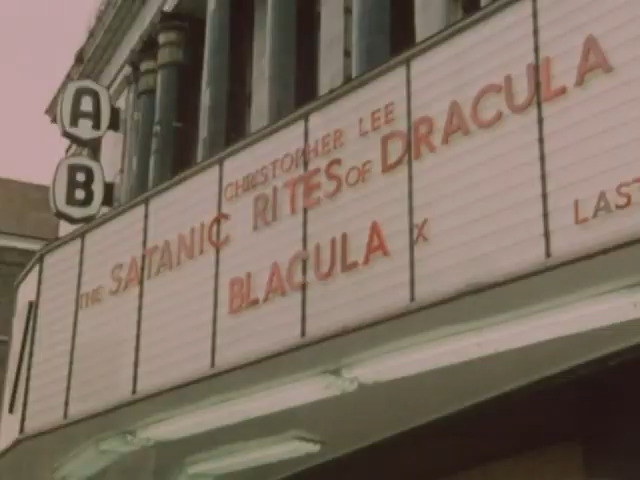 A
B
CHRISTOPHER LEE
THE SATANIC RITES OF DRACULA
BLACULA X
LAST